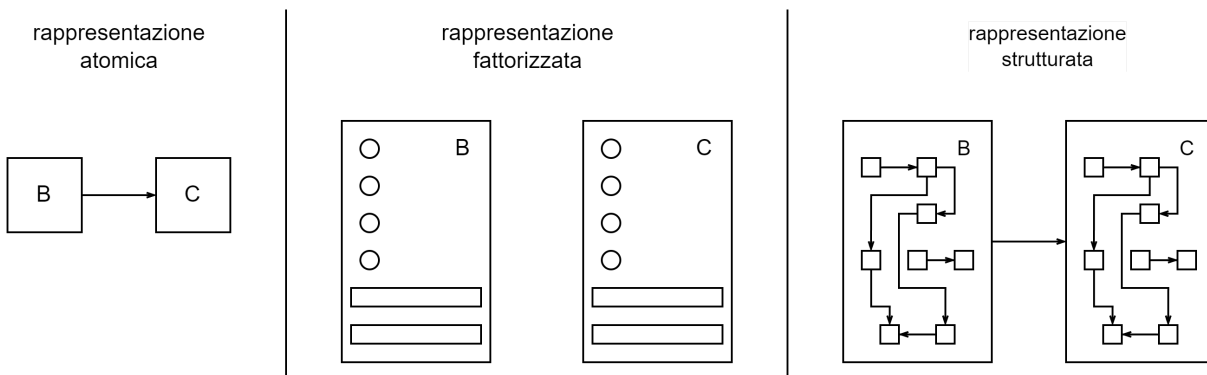 rappresentazione
atomica
rappresentazione
fattorizzata
rappresentazione
strutturata
B
C
B
C
B
C